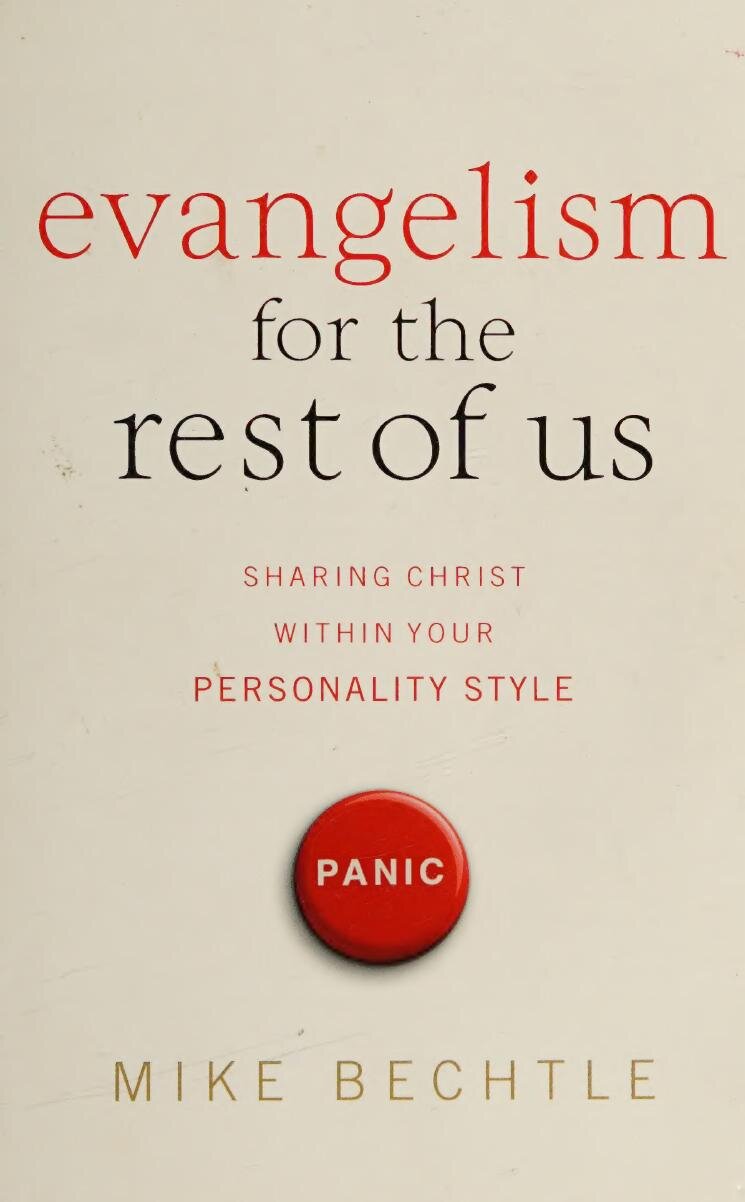 evangelism
for the
rest of us
SHARING CHRIST
WITHIN YOUR
PERSONALITY STYLE
PANIC
MIKE BECHTLE